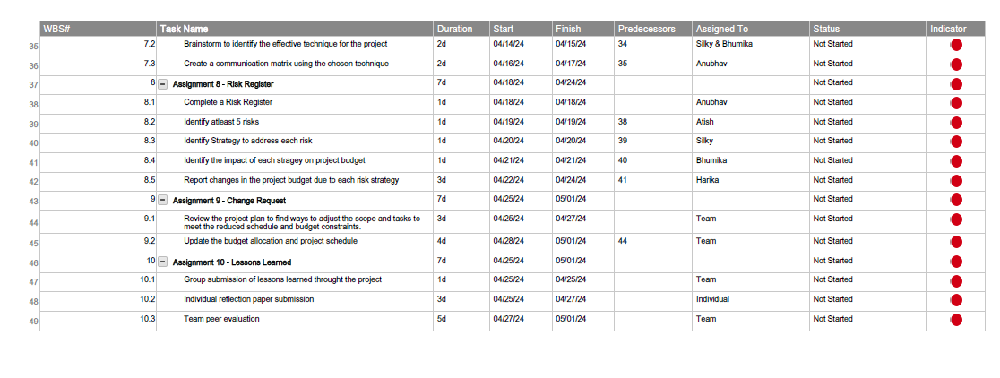 WBS# Task Name Duration Start Finish Predecessors Assigned To Status Indicator
35 7.2 Brainstorm to identify the effective technique for the project 2d 04/14/24 04/15/24 34 Silky & Bhumika Not Started
36 7.3 Create a communication matrix using the chosen technique 2d 04/16/24 04/17/24 35 Anubhav Not Started
37 8 Assignment 8 - Risk Register 7d 04/18/24 04/24/24 Not Started
38 8.1 Complete a Risk Register 1d 04/18/24 04/18/24 Anubhav Not Started
39 8.2 Identify atleast 5 risks 1d 04/19/24 04/19/24 38 Atish Not Started
40 8.3 Identify Strategy to address each risk 1d 04/20/24 04/20/24 39 Silky Not Started
41 8.4 Identify the impact of each stragey on project budget 1d 04/21/24 04/21/24 40 Bhumika Not Started
42 8.5 Report changes in the project budget due to each risk strategy 3d 04/22/24 04/24/24 41 Harika Not Started
43 9 Assignment 9 - Change Request 7d 04/25/24 05/01/24 Not Started
44 9.1 Review the project plan to find ways to adjust the scope and tasks to 3d 04/25/24 04/27/24 Team Not Started
meet the reduced schedule and budget constraints.
45 9.2 Update the budget allocation and project schedule 4d 04/28/24 05/01/24 44 Team Not Started
46 10 Assignment 10 - Lessons Learned 7d 04/25/24 05/01/24 Not Started
47 10.1 Group submission of lessons learned throught the project 1d 04/25/24 04/25/24 Team Not Started
48 10.2 Individual reflection paper submission 3d 04/25/24 04/27/24 Individual Not Started
49 10.3 Team peer evaluation 5d 04/27/24 05/01/24 Team Not Started